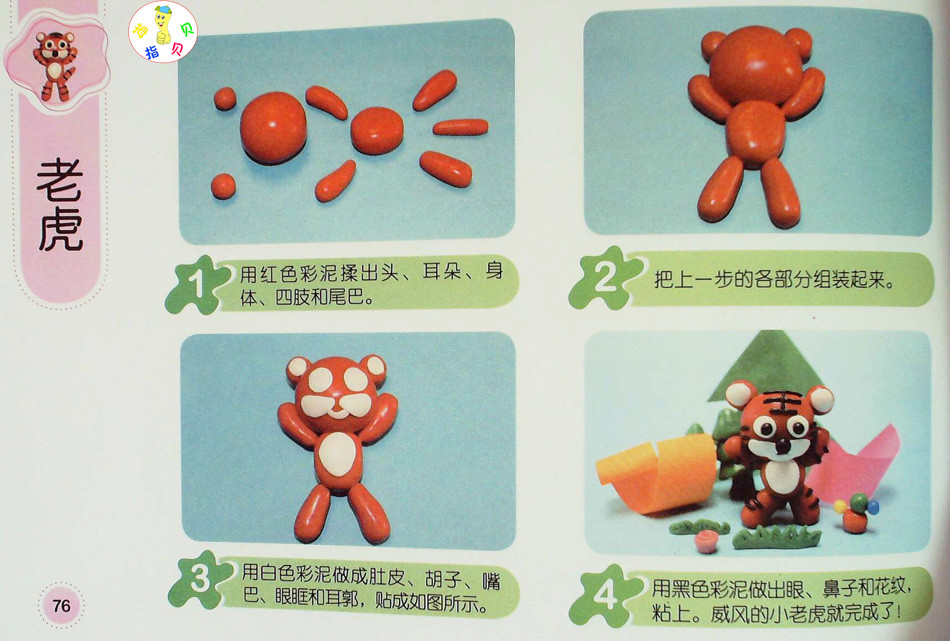 哈
指
贝
贝
老虎
1
用红色彩泥揉出头、耳朵、身
体、四肢和尾巴。
2
把上一步的各部分组装起来。
3
用白色彩泥做成肚皮、胡子、嘴
巴、眼眶和耳郭，贴成如图所示。
4
用黑色彩泥做出眼、鼻子和花纹，
粘上。威风的小老虎就完成了！
76